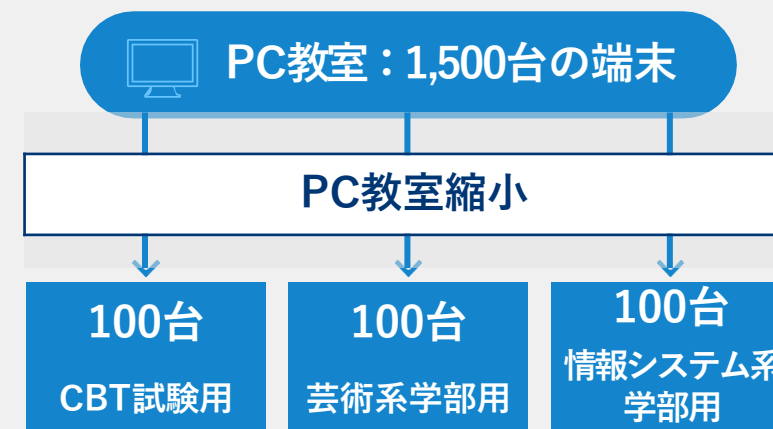 PC教室：1,500台の端末
PC教室縮小
100台
CBT試験用
100台
芸術系学部用
100台
情報システム系
学部用